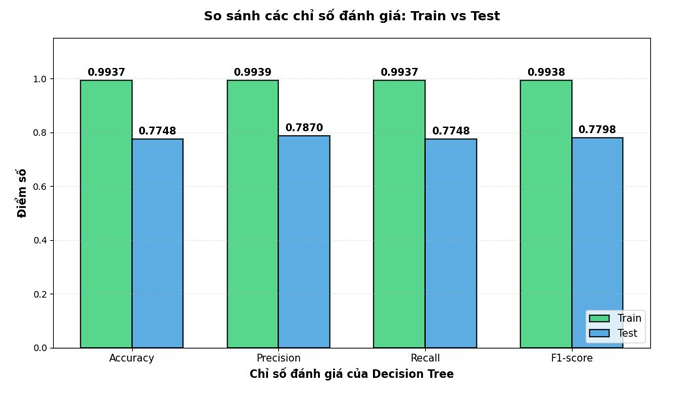 So sánh các chỉ số đánh giá: Train vs Test
0.9937 0.7748 0.9939 0.7870 0.9937 0.7748 0.9938 0.7798
1.0
0.8
0.6
0.4
0.2
0.0
Điểm số
Train
Test
Accuracy Precision Recall F1-score
Chỉ số đánh giá của Decision Tree